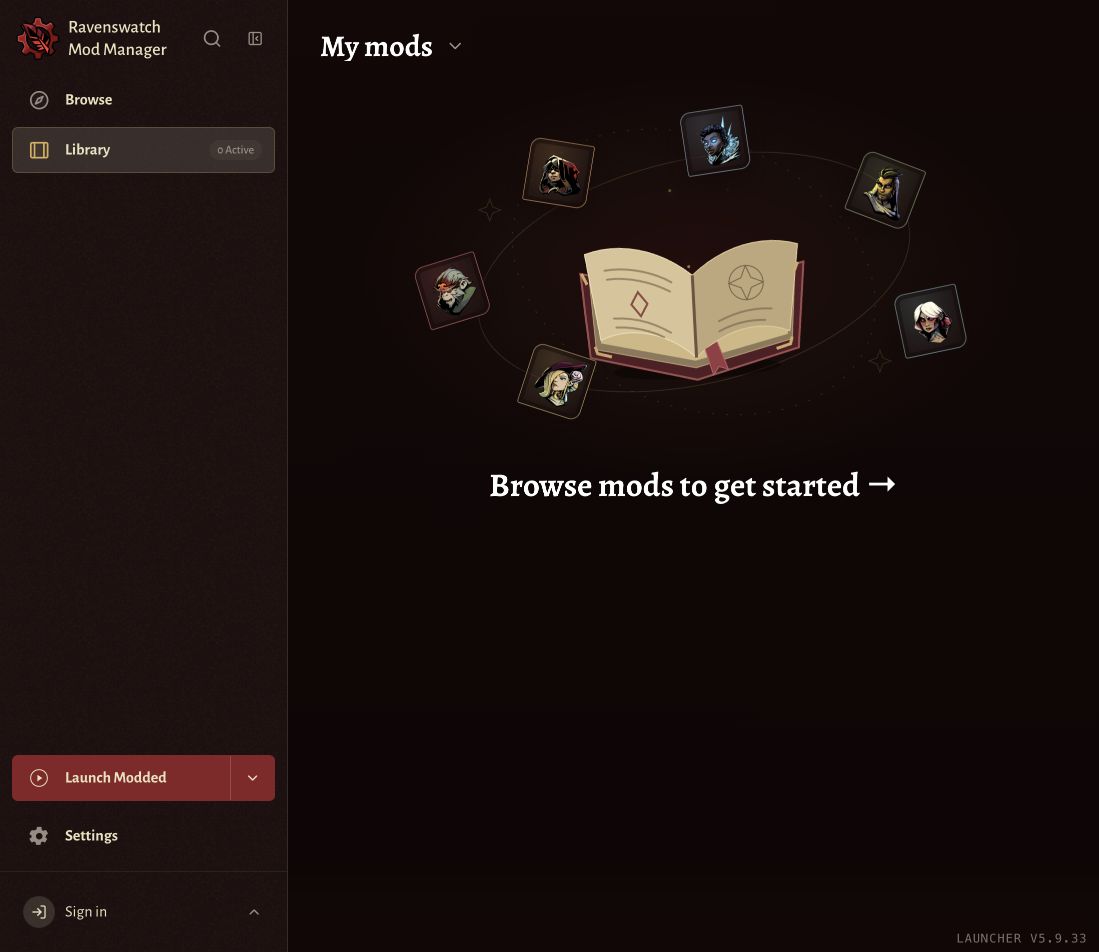 Ravenswatch
Mod Manager
Browse
Library
0 Active
Launch Modded
Settings
Sign in
My mods
Browse mods to get started →
LAUNCHER V5.9.33